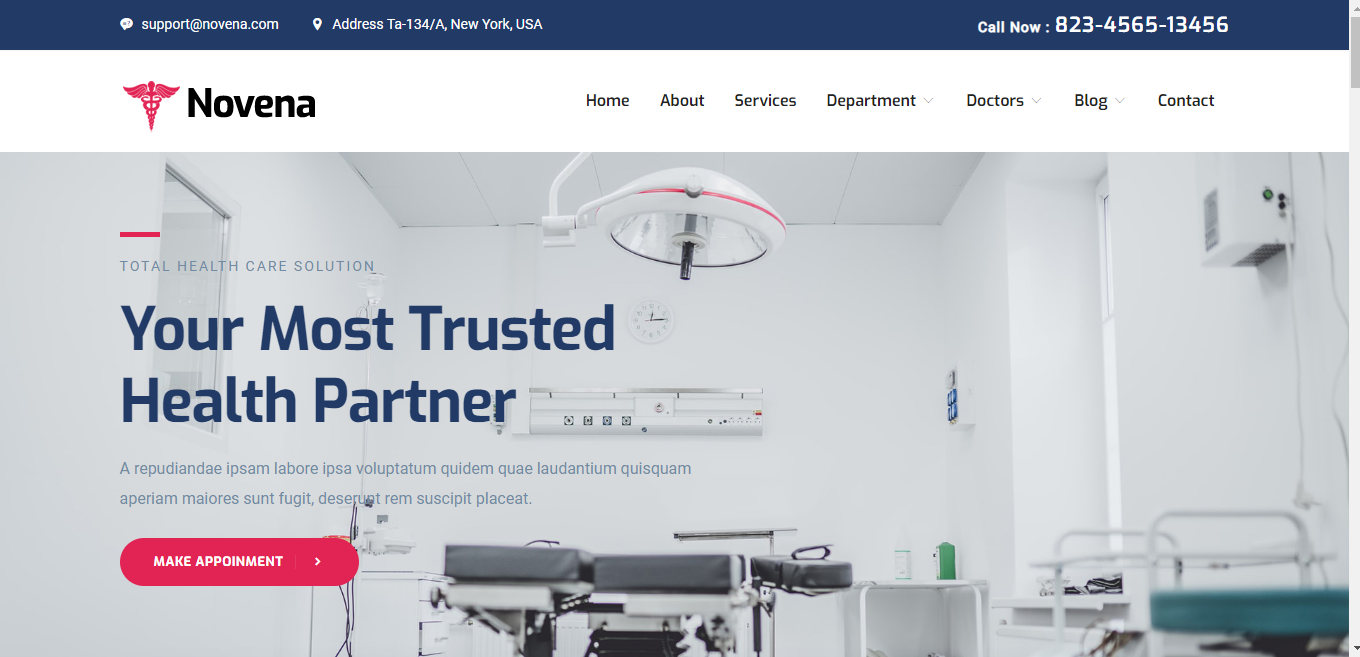 support@novena.com
Address Ta-134/A, New York, USA
Call Now : 823-4565-13456
Novena
Home
About
Services
Department
Doctors
Blog
Contact
TOTAL HEALTH CARE SOLUTION
Your Most Trusted
Health Partner
A repudiandae ipsam labore ipsa voluptatum quidem quae laudantium quisquam
aperiam maiores sunt fugit, deserunt rem suscipit placeat.
MAKE APPOINMENT